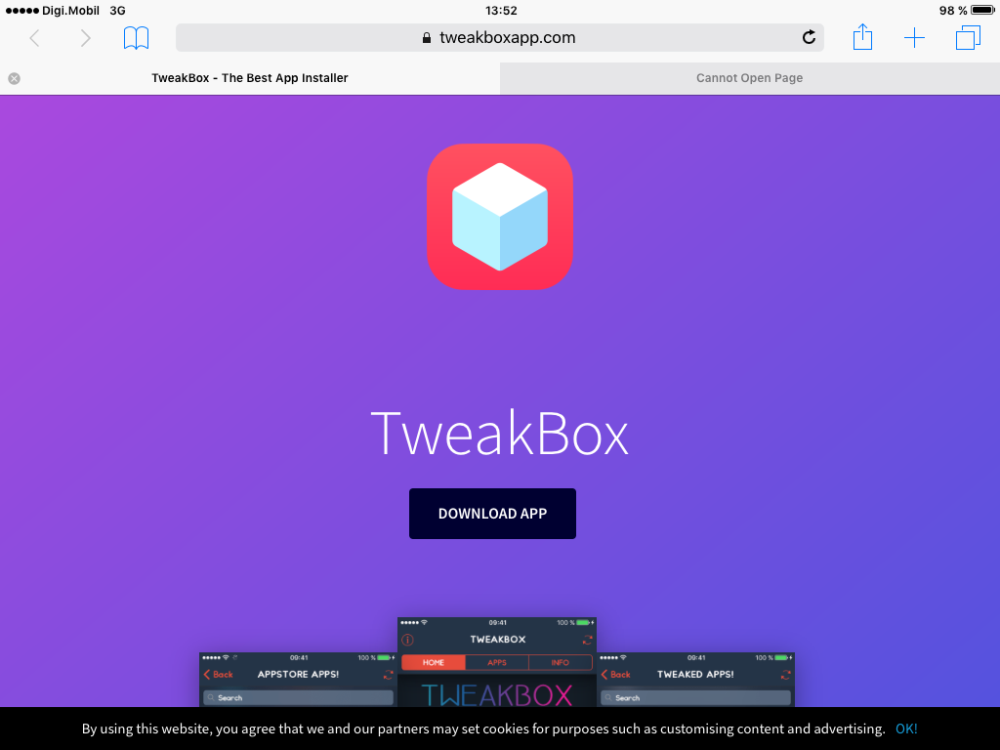 Digi.Mobil 3G 13:52 98 %
tweakboxapp.com
TweakBox - The Best App Installer Cannot Open Page
TweakBox
DOWNLOAD APP
09:41 100 %
TWEAKBOX
HOME APPS INFO
TWEAKBOX
09:41 100 %
Back APPSTORE APPS!
Search
09:41 100 %
Back TWEAKED APPS!
Search
By using this website, you agree that we and our partners may set cookies for purposes such as customising content and advertising. OK!